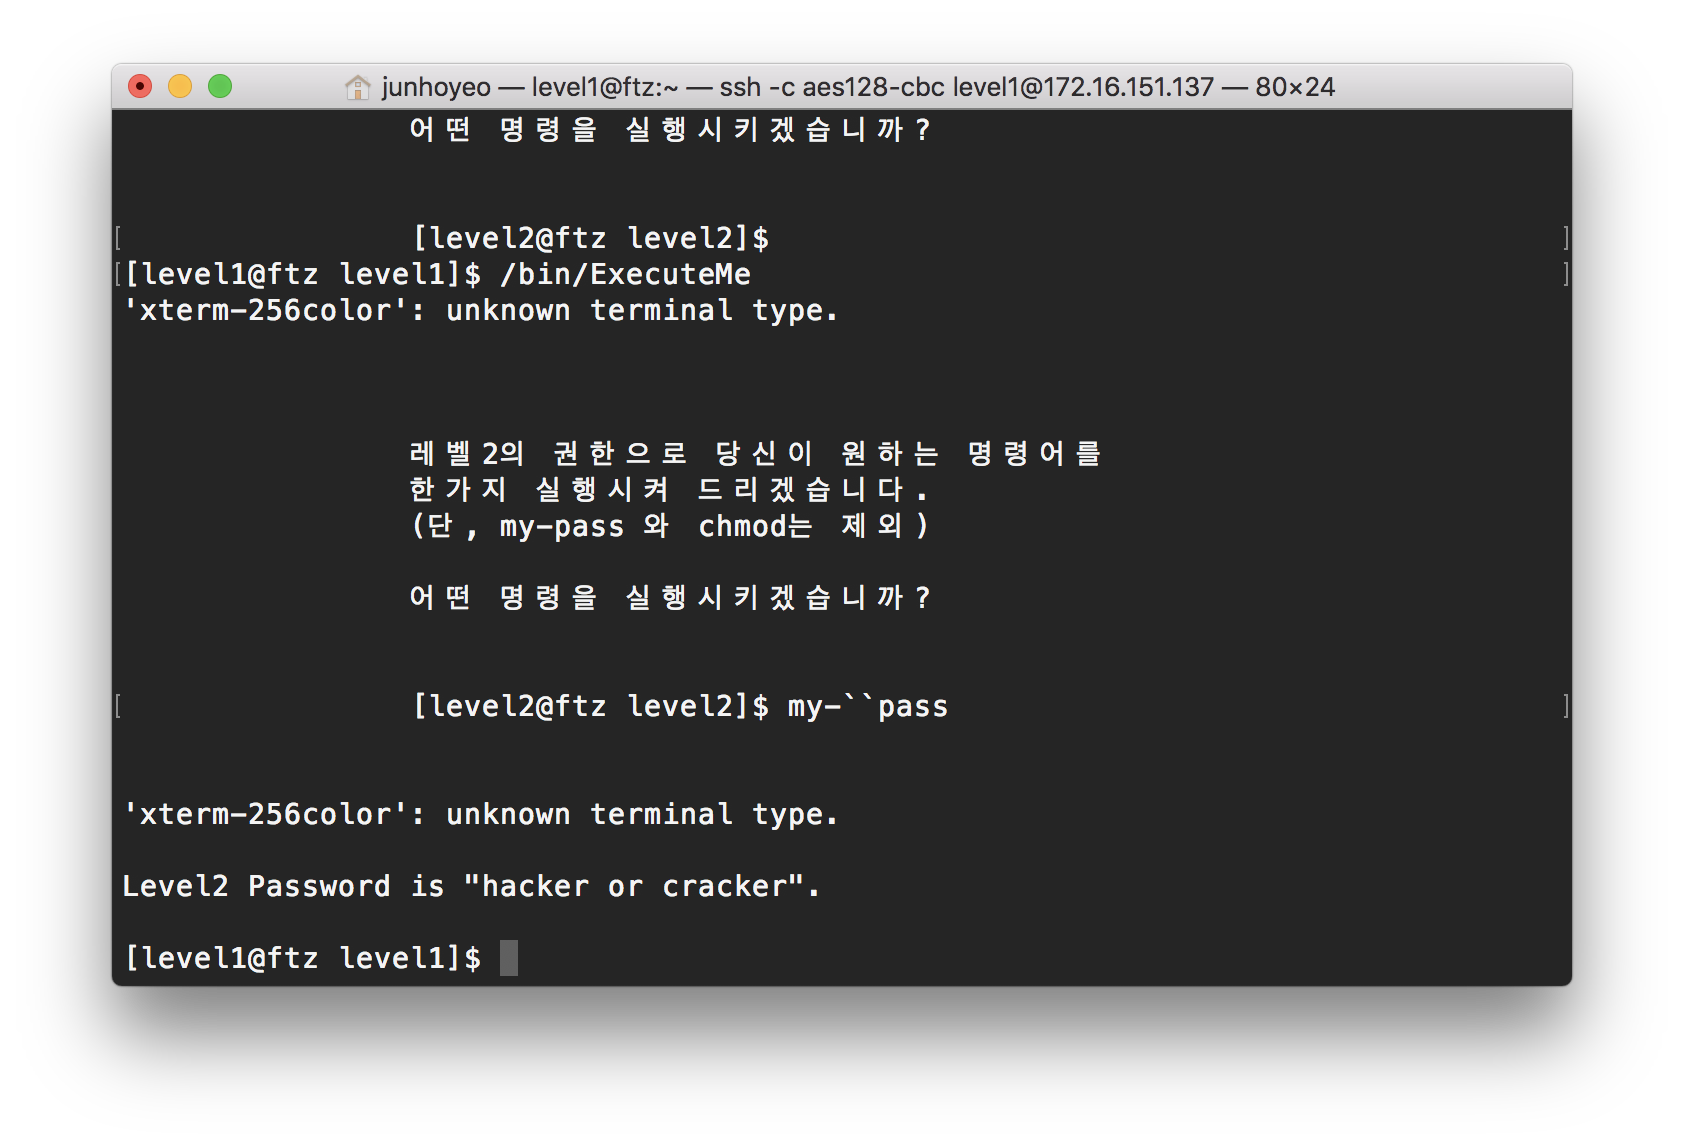 junhoyeo — level1@ftz:~ — ssh -c aes128-cbc level1@172.16.151.137 — 80×24
어떤 명령을 실행시키겠습니까?
[level2@ftz level2]$
[level1@ftz level1]$ /bin/ExecuteMe
'xterm-256color': unknown terminal type.
레벨2의 권한으로 당신이 원하는 명령어를
한가지 실행시켜 드리겠습니다.
(단, my-pass 와 chmod는 제외)
어떤 명령을 실행시키겠습니까?
[level2@ftz level2]$ my-``pass
'xterm-256color': unknown terminal type.
Level2 Password is "hacker or cracker".
[level1@ftz level1]$